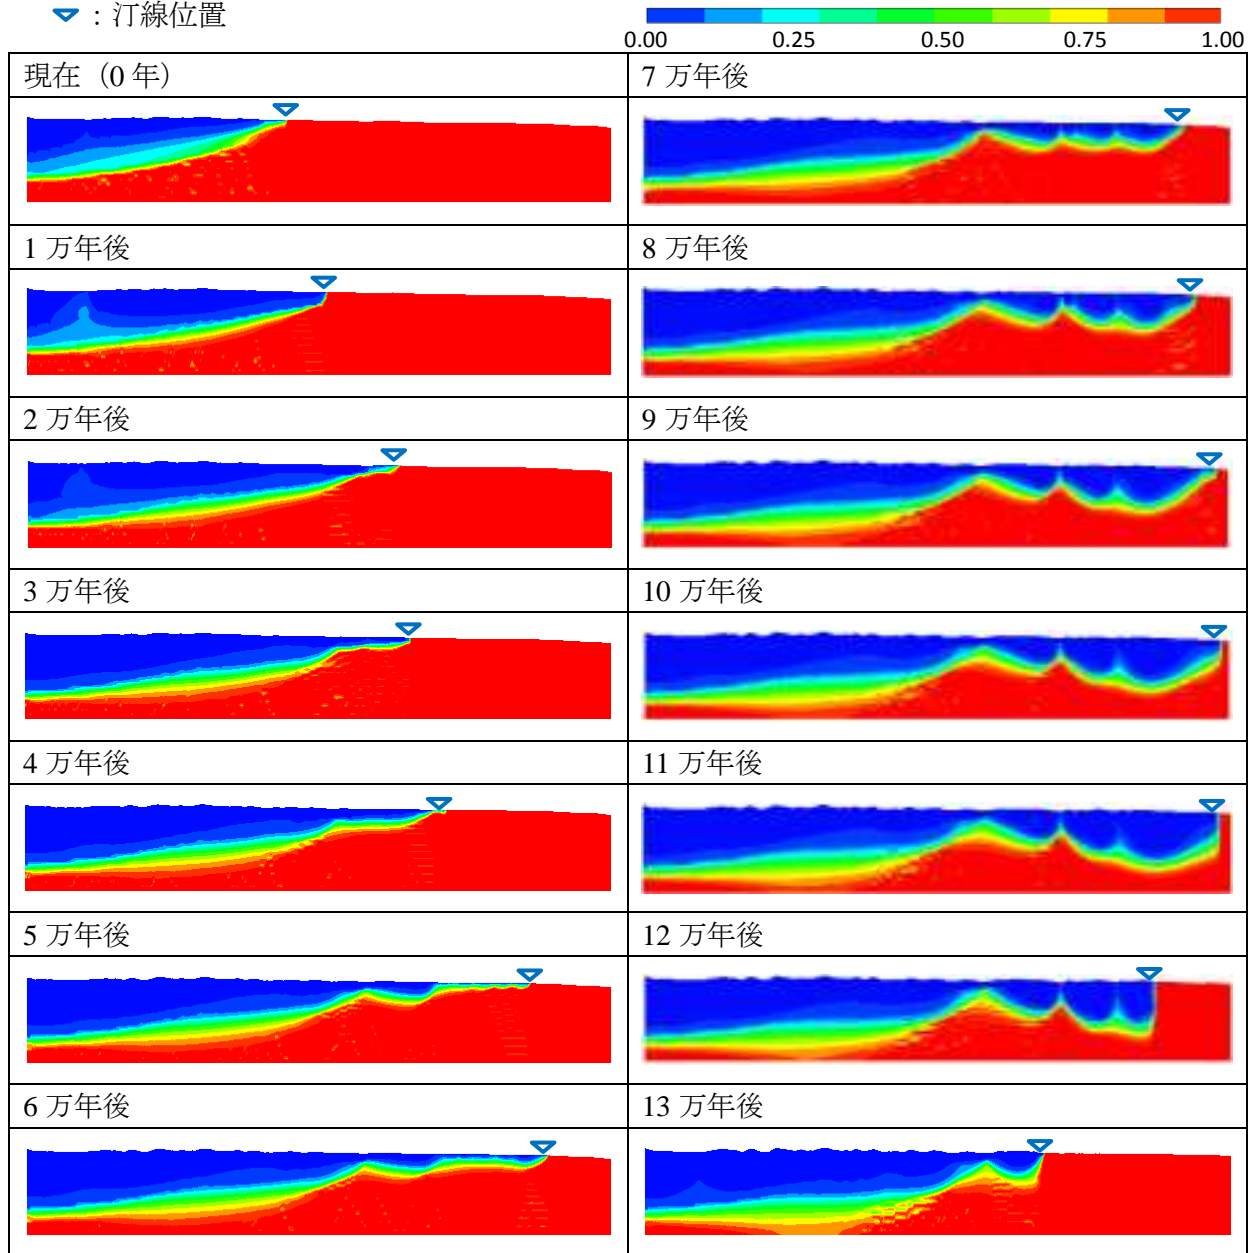 ▽ : 汀線位置
0.00 0.25 0.50 0.75 1.00
現在（0 年）
1 万年後
2 万年後
3 万年後
4 万年後
5 万年後
6 万年後
7 万年後
8 万年後
9 万年後
10 万年後
11 万年後
12 万年後
13 万年後